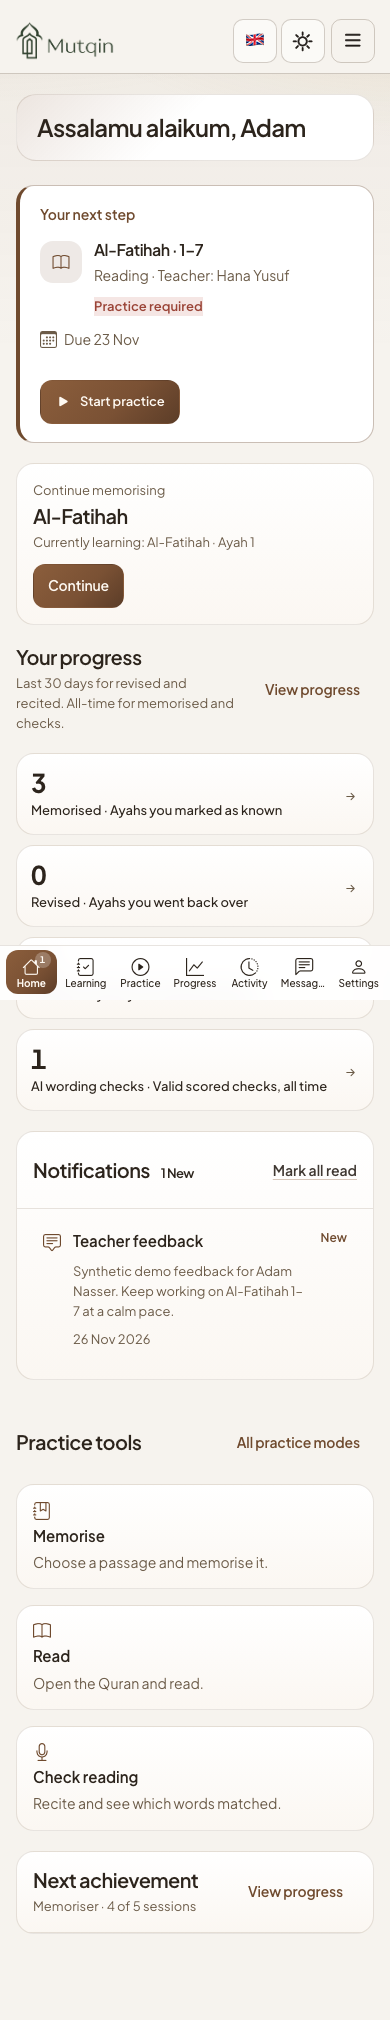 Mutqin
Assalamu alaikum, Adam
Your next step
Al-Fatihah · 1–7
Reading · Teacher: Hana Yusuf
Practice required
Due 23 Nov
Start practice
Continue memorising
Al-Fatihah
Currently learning: Al-Fatihah · Ayah 1
Continue
Your progress
Last 30 days for revised and
recited. All-time for memorised and
checks.
View progress
3
Memorised · Ayahs you marked as known
→
0
Revised · Ayahs you went back over
→
1
Home
Learning
Practice
Progress
Activity
Messag...
Settings
1
AI wording checks · Valid scored checks, all time
→
Notifications 1 New
Mark all read
Teacher feedback
New
Synthetic demo feedback for Adam
Nasser. Keep working on Al-Fatihah 1–
7 at a calm pace.
26 Nov 2026
Practice tools
All practice modes
Memorise
Choose a passage and memorise it.
Read
Open the Quran and read.
Check reading
Recite and see which words matched.
Next achievement
Memoriser · 4 of 5 sessions
View progress